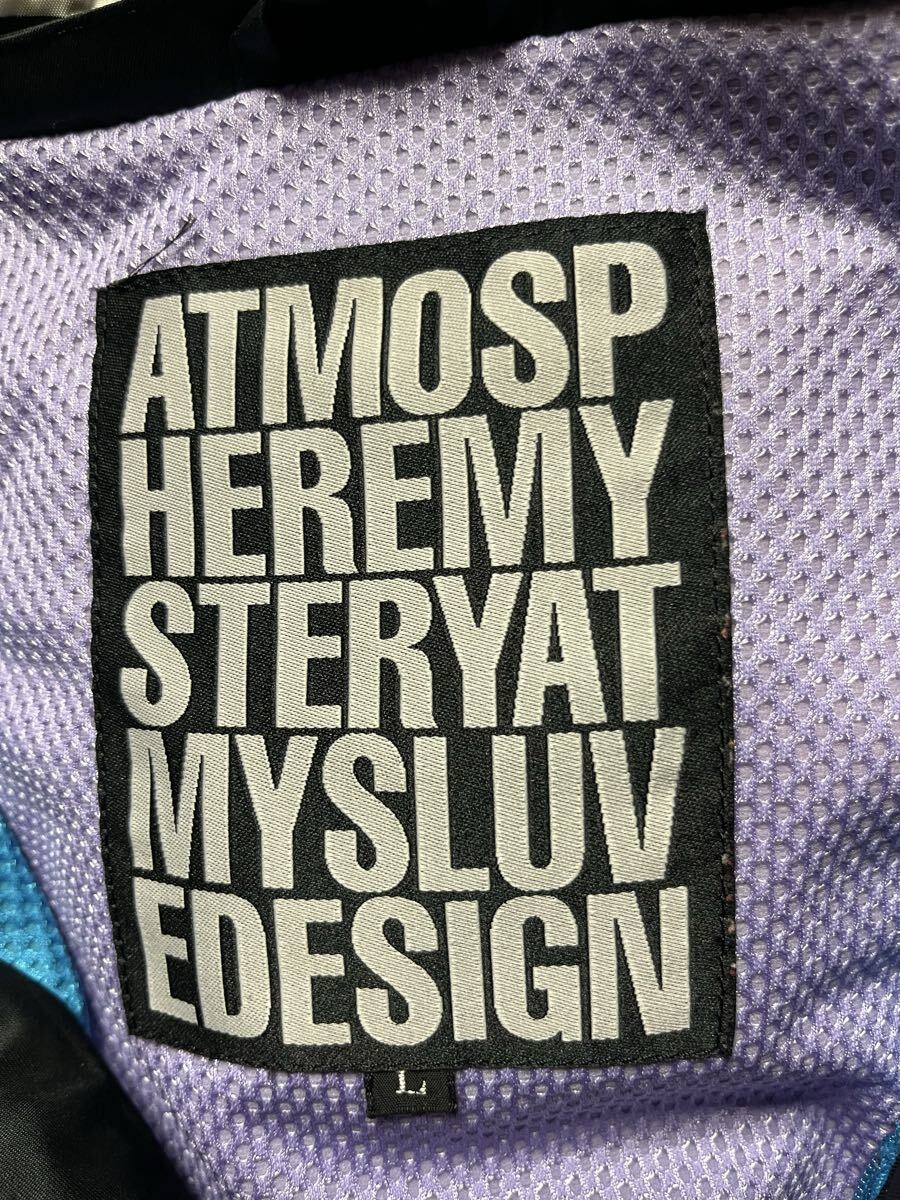 ATMOSP
HEREMY
STERYAT
MYSLUV
EDESIGN
L